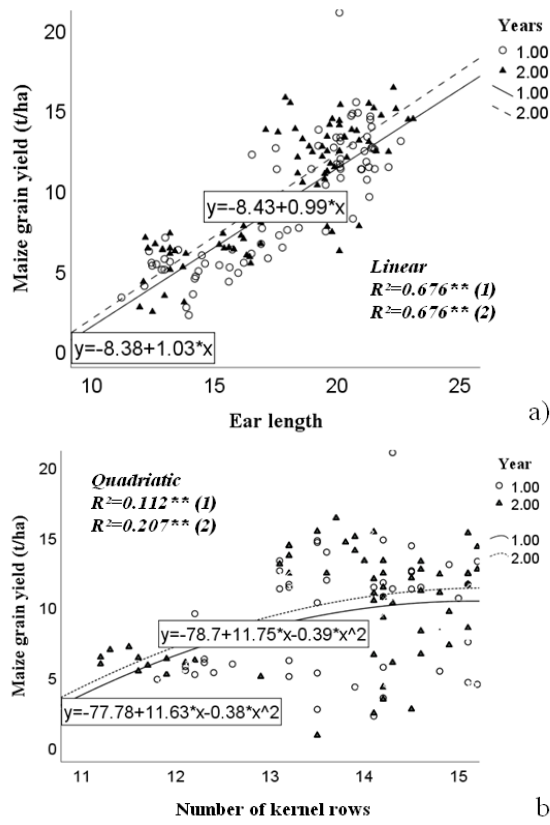 Years
1.00
2.00
1.00
2.00
Maize grain yield (t/ha)
20
15
10
5
0
y=-8.43+0.99*x
Linear
R²=0.676** (1)
R²=0.676** (2)
y=-8.38+1.03*x
10 15 20 25
Ear length
a)
Year
1.00
2.00
1.00
2.00
Quadriatic
R²=0.112** (1)
R²=0.207** (2)
Maize grain yield (t/ha)
20
15
10
5
0
y=-78.7+11.75*x-0.39*x^2
y=-77.78+11.63*x-0.38*x^2
11 12 13 14 15
Number of kernel rows
b